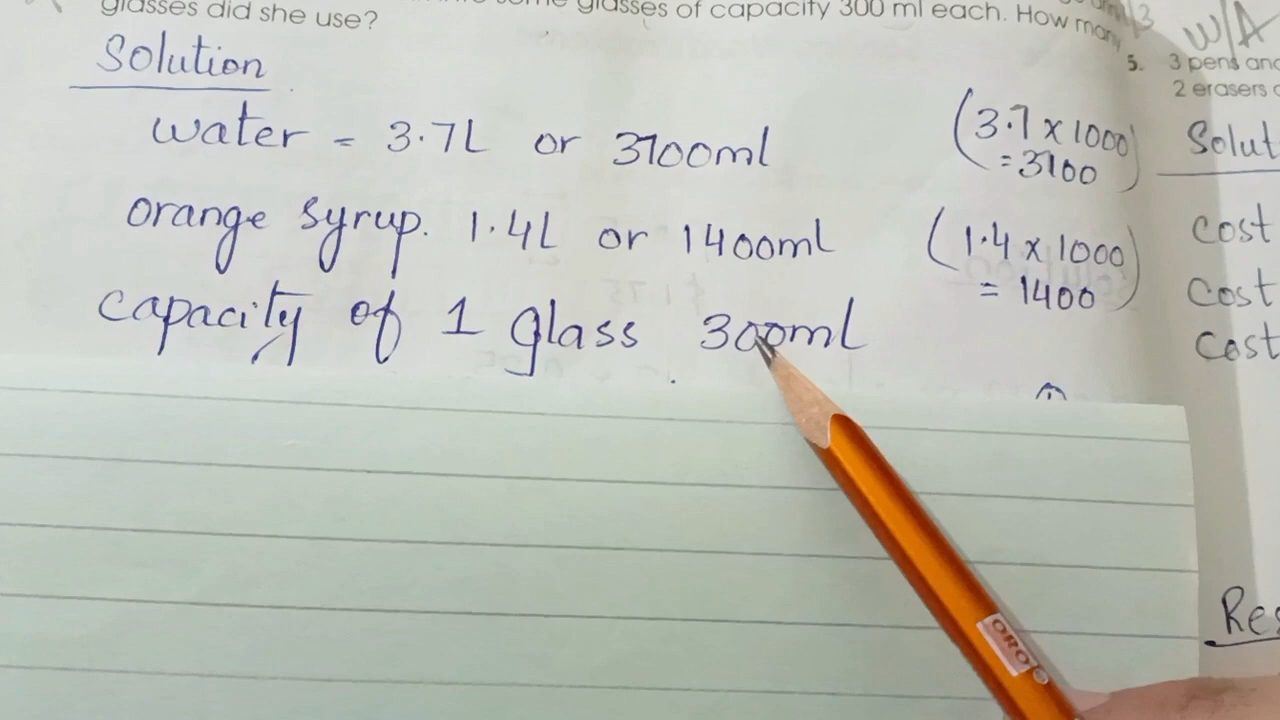 glasses of capacity 300 ml each. How many
glasses did she use?
Solution
water = 3.7L or 3700ml
(3.7 x 1000)
= 3700
orange syrup. 1.4L or 1400ml
(1.4 x 1000)
= 1400
capacity of 1 glass 300ml
W/A
5. 3 pens and
2 erasers
Solut
cost
cost
cost
Res
ORO